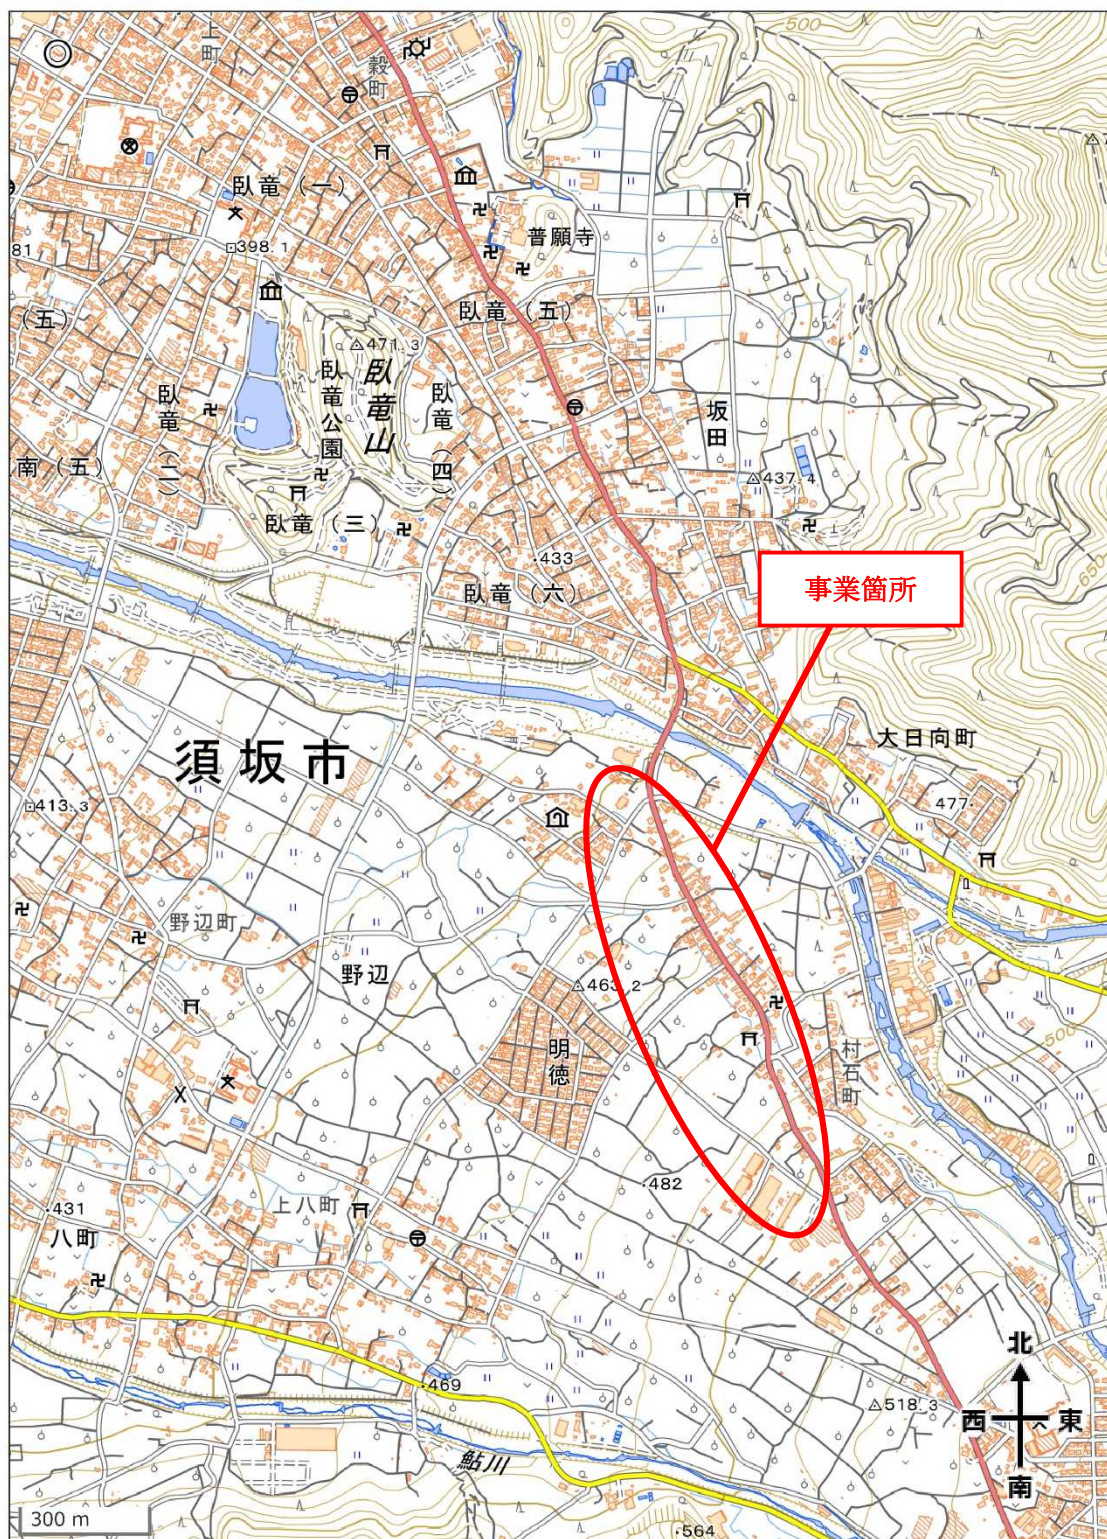 500
上町
穀町
臥竜(一)
398.1
普願寺
81
(五)
臥竜(五)
471.3
臥竜山
臥竜公園
臥竜(四)
臥竜(二)
坂田
南(五)
437.4
臥竜(三)
433
臥竜(六)
650
事業箇所
須坂市
大日向町
477
413.3
野辺町
野辺
463.2
明徳
村石町
500
482
上八町
431
八町
469
518.3
鮎川
564
北
西
東
南
300 m